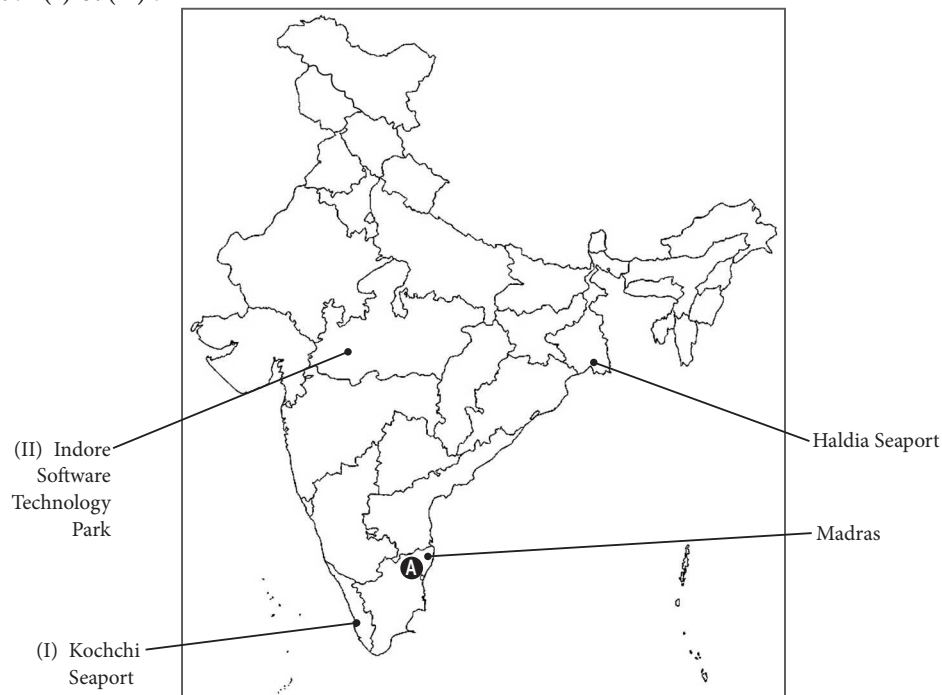 (II) Indore
Software
Technology
Park
Haldia Seaport
Madras
A
(I) Kochchi
Seaport